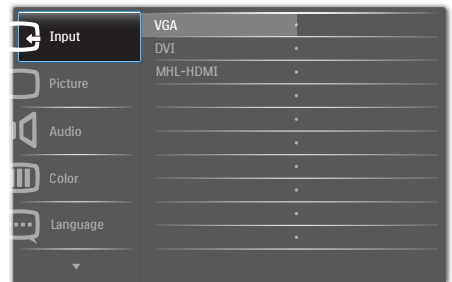 Input
Picture
Audio
Color
Language
VGA
DVI
MHL-HDMI